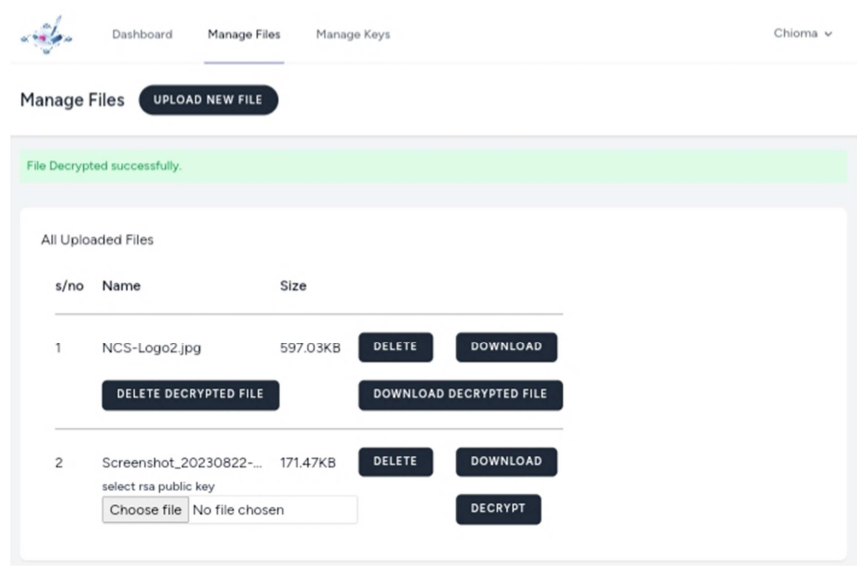 Dashboard Manage Files Manage Keys Chioma
Manage Files UPLOAD NEW FILE
File Decrypted successfully.
All Uploaded Files
s/no Name Size
1 NCS-Logo2.jpg 597.03KB DELETE DOWNLOAD
DELETE DECRYPTED FILE DOWNLOAD DECRYPTED FILE
2 Screenshot_20230822-... 171.47KB DELETE DOWNLOAD
select rsa public key
Choose file No file chosen DECRYPT